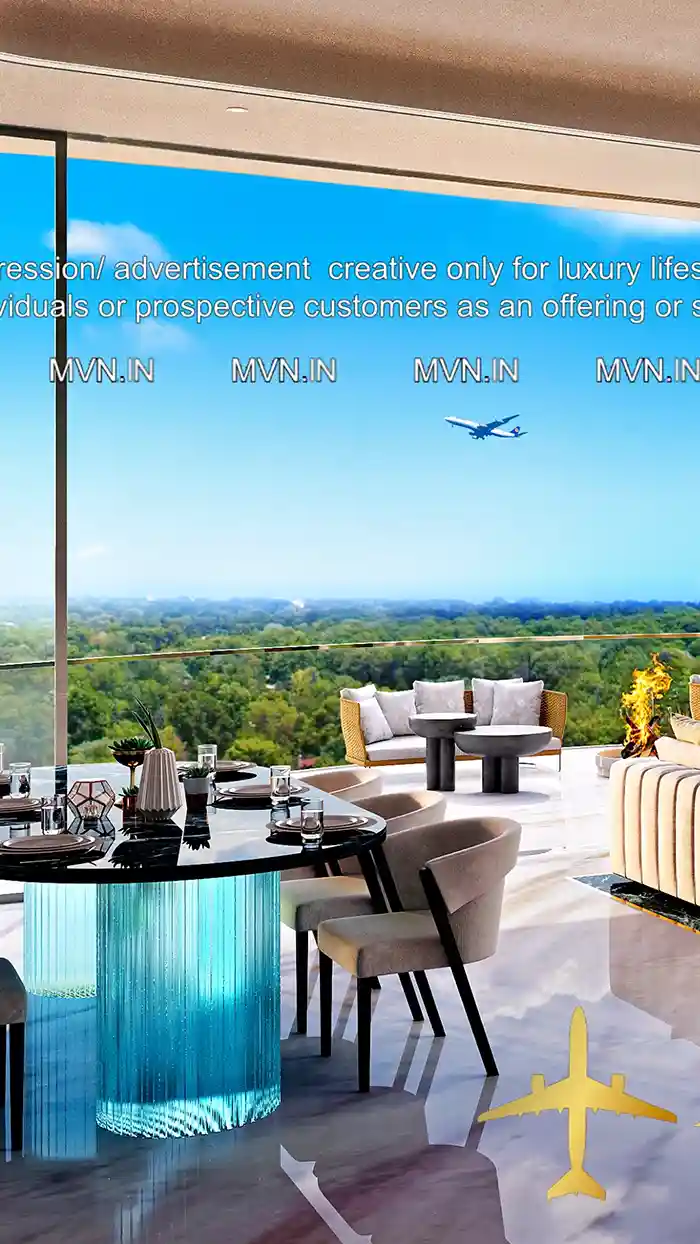 ression/ advertisement creative only for luxury lifes
viduals or prospective customers as an offering or s
MVN.IN MVN.IN MVN.IN MVN.IN